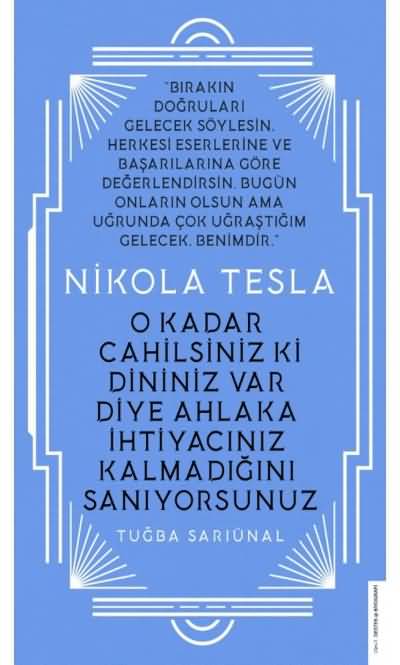 "BIRAKIN
DOĞRULARI
GELECEK SÖYLESİN,
HERKESİ ESERLERİNE VE
BAŞARILARINA GÖRE
DEĞERLENDİRSİN. BUGÜN
ONLARIN OLSUN AMA
UĞRUNDA ÇOK UĞRAŞTIĞIM
GELECEK, BENİMDİR."
NİKOLA TESLA
O KADAR
CAHİLSİNİZ Kİ
DİNİNİZ VAR
DİYE AHLAKA
İHTİYACINIZ
KALMADIĞINI
SANIYORSUNUZ
TUĞBA SARIÜNAL